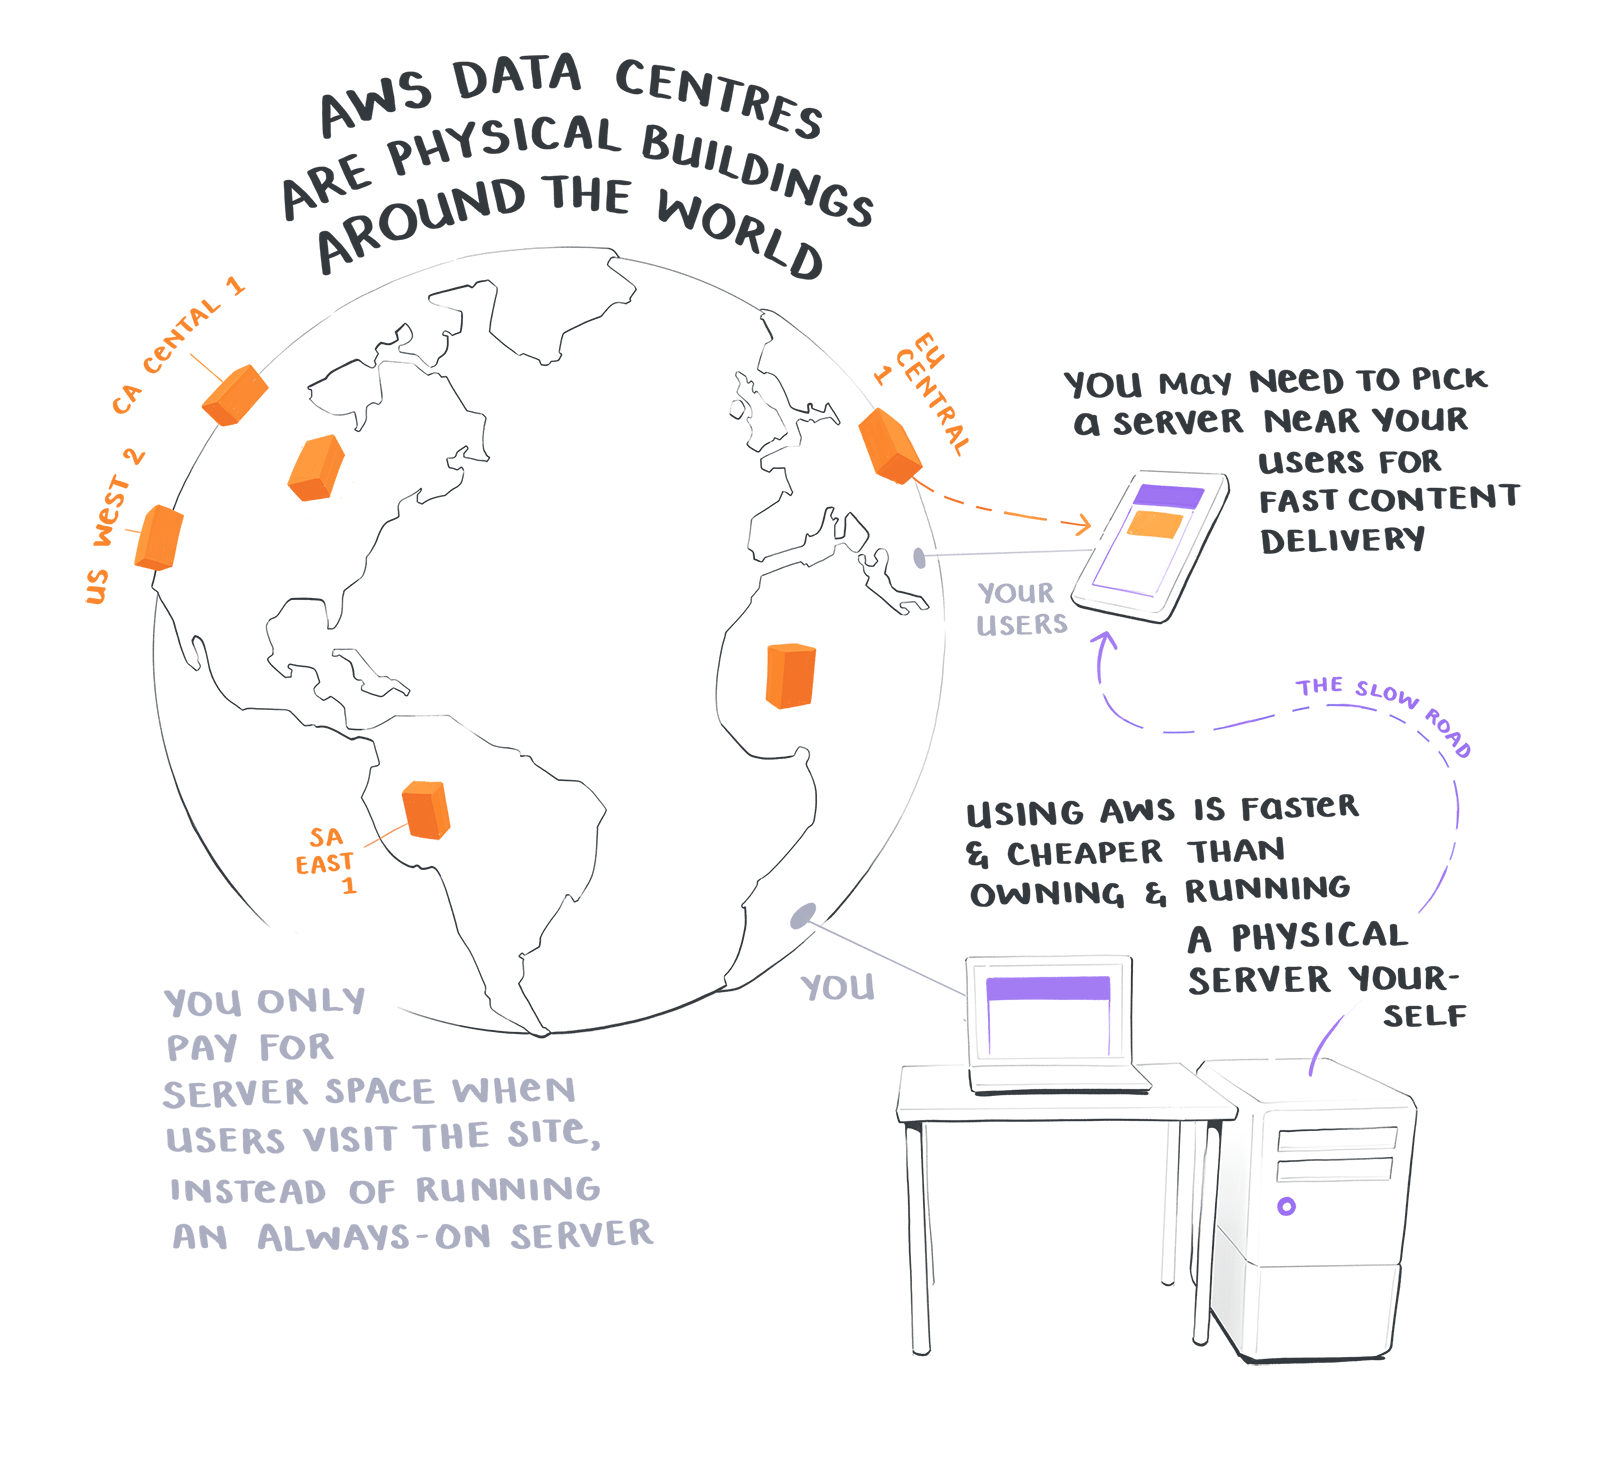 AWS DATA CENTRES
ARE PHYSICAL BUILDINGS
AROUND THE WORLD
CA CENTAL 1
US WEST 2
EU
CENTRAL
1
SA
EAST
1
YOU MAY NEED TO PICK
A SERVER NEAR YOUR
USERS FOR
FAST CONTENT
DELIVERY
YOUR
USERS
THE SLOW ROAD
USING AWS IS FASTER
& CHEAPER THAN
OWNING & RUNNING
A PHYSICAL
SERVER YOUR-
SELF
YOU
YOU ONLY
PAY FOR
SERVER SPACE WHEN
USERS VISIT THE SITE,
INSTEAD OF RUNNING
AN ALWAYS-ON SERVER